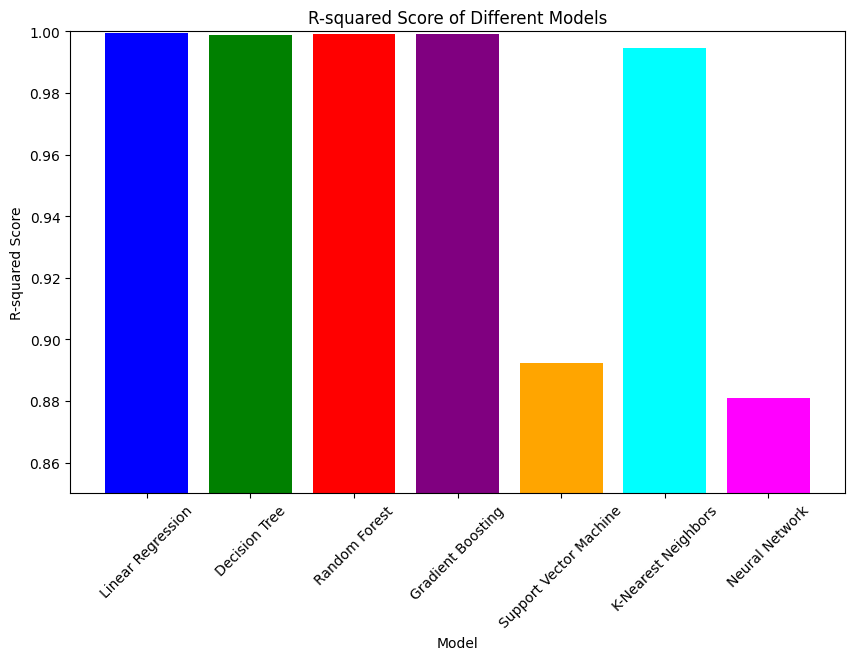 R-squared Score of Different Models
R-squared Score
1.00
0.98
0.96
0.94
0.92
0.90
0.88
0.86
Linear Regression
Decision Tree
Random Forest
Gradient Boosting
Support Vector Machine
K-Nearest Neighbors
Neural Network
Model